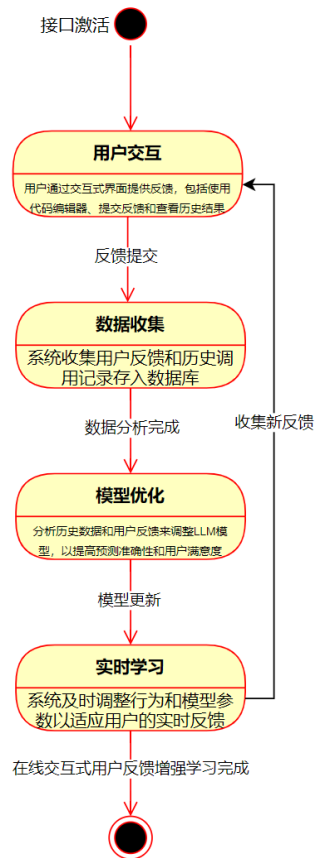 接口激活
用户交互
用户通过交互式界面提供反馈，包括使用
代码编辑器、提交反馈和查看历史结果
反馈提交
数据收集
系统收集用户反馈和历史调
用记录存入数据库
数据分析完成
收集新反馈
模型优化
分析历史数据和用户反馈来调整LLM模
型，以提高预测准确性和用户满意度
模型更新
实时学习
系统及时调整行为和模型参
数以适应用户的实时反馈
在线交互式用户反馈增强学习完成